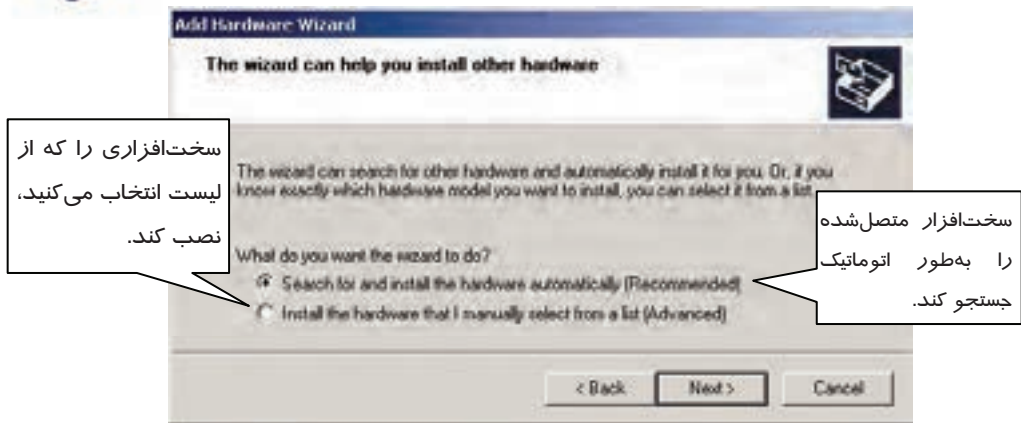 Add Hardware Wizard
The wizard can help you install other hardware
سخت‌افزاری را که از
لیست انتخاب می‌کنید،
نصب کند.
The wizard can search for other hardware and automatically install it for you. Or, if you
know exactly which hardware model you want to install, you can select it from a list.
سخت‌افزار متصل‌شده
را به‌طور اتوماتیک
جستجو کند.
What do you want the wizard to do?
Search for and install the hardware automatically (Recommended)
Install the hardware that I manually select from a list (Advanced)
< Back
Next >
Cancel